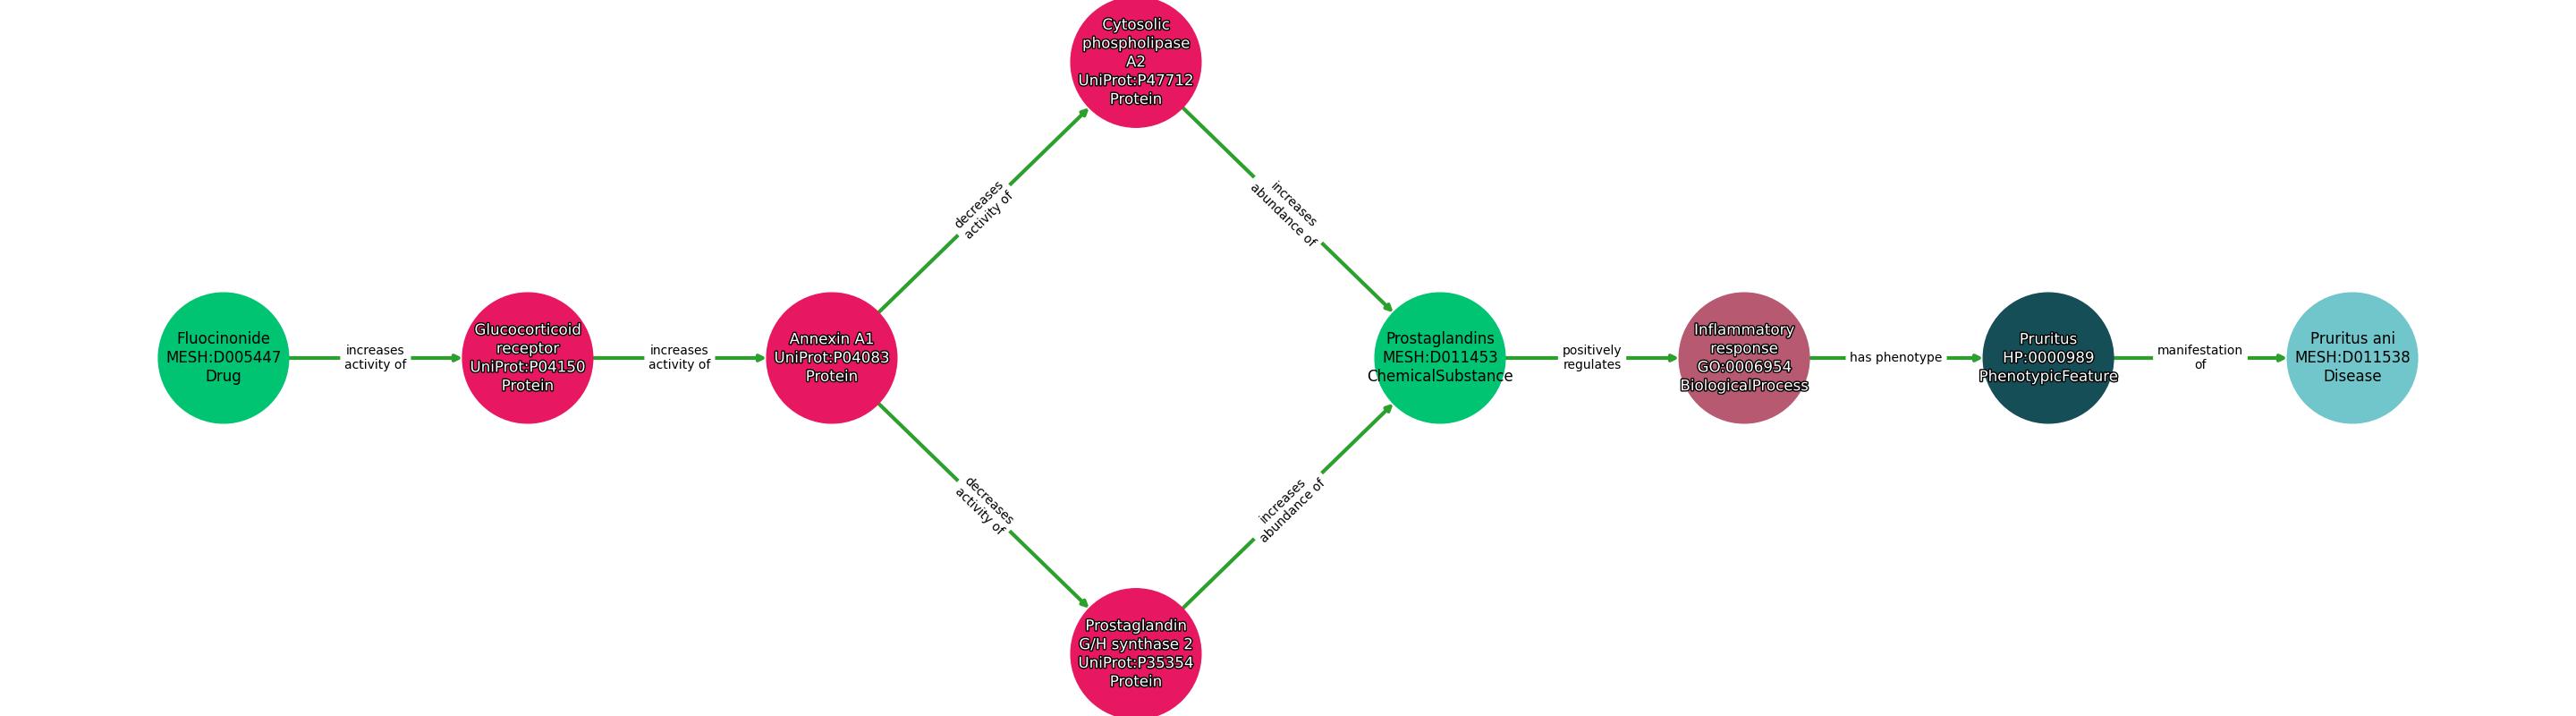 Cytosolic
phospholipase
A2
UniProt:P47712
Protein
decreases
activity of
increases
abundance of
Fluocinonide
MESH:D005447
Drug
increases
activity of
Glucocorticoid
receptor
UniProt:P04150
Protein
increases
activity of
Annexin A1
UniProt:P04083
Protein
Prostaglandins
MESH:D011453
ChemicalSubstance
positively
regulates
Inflammatory
response
GO:0006954
BiologicalProcess
has phenotype
Pruritus
HP:0000989
PhenotypicFeature
manifestation
of
Pruritus ani
MESH:D011538
Disease
decreases
activity of
increases
abundance of
Prostaglandin
G/H synthase 2
UniProt:P35354
Protein